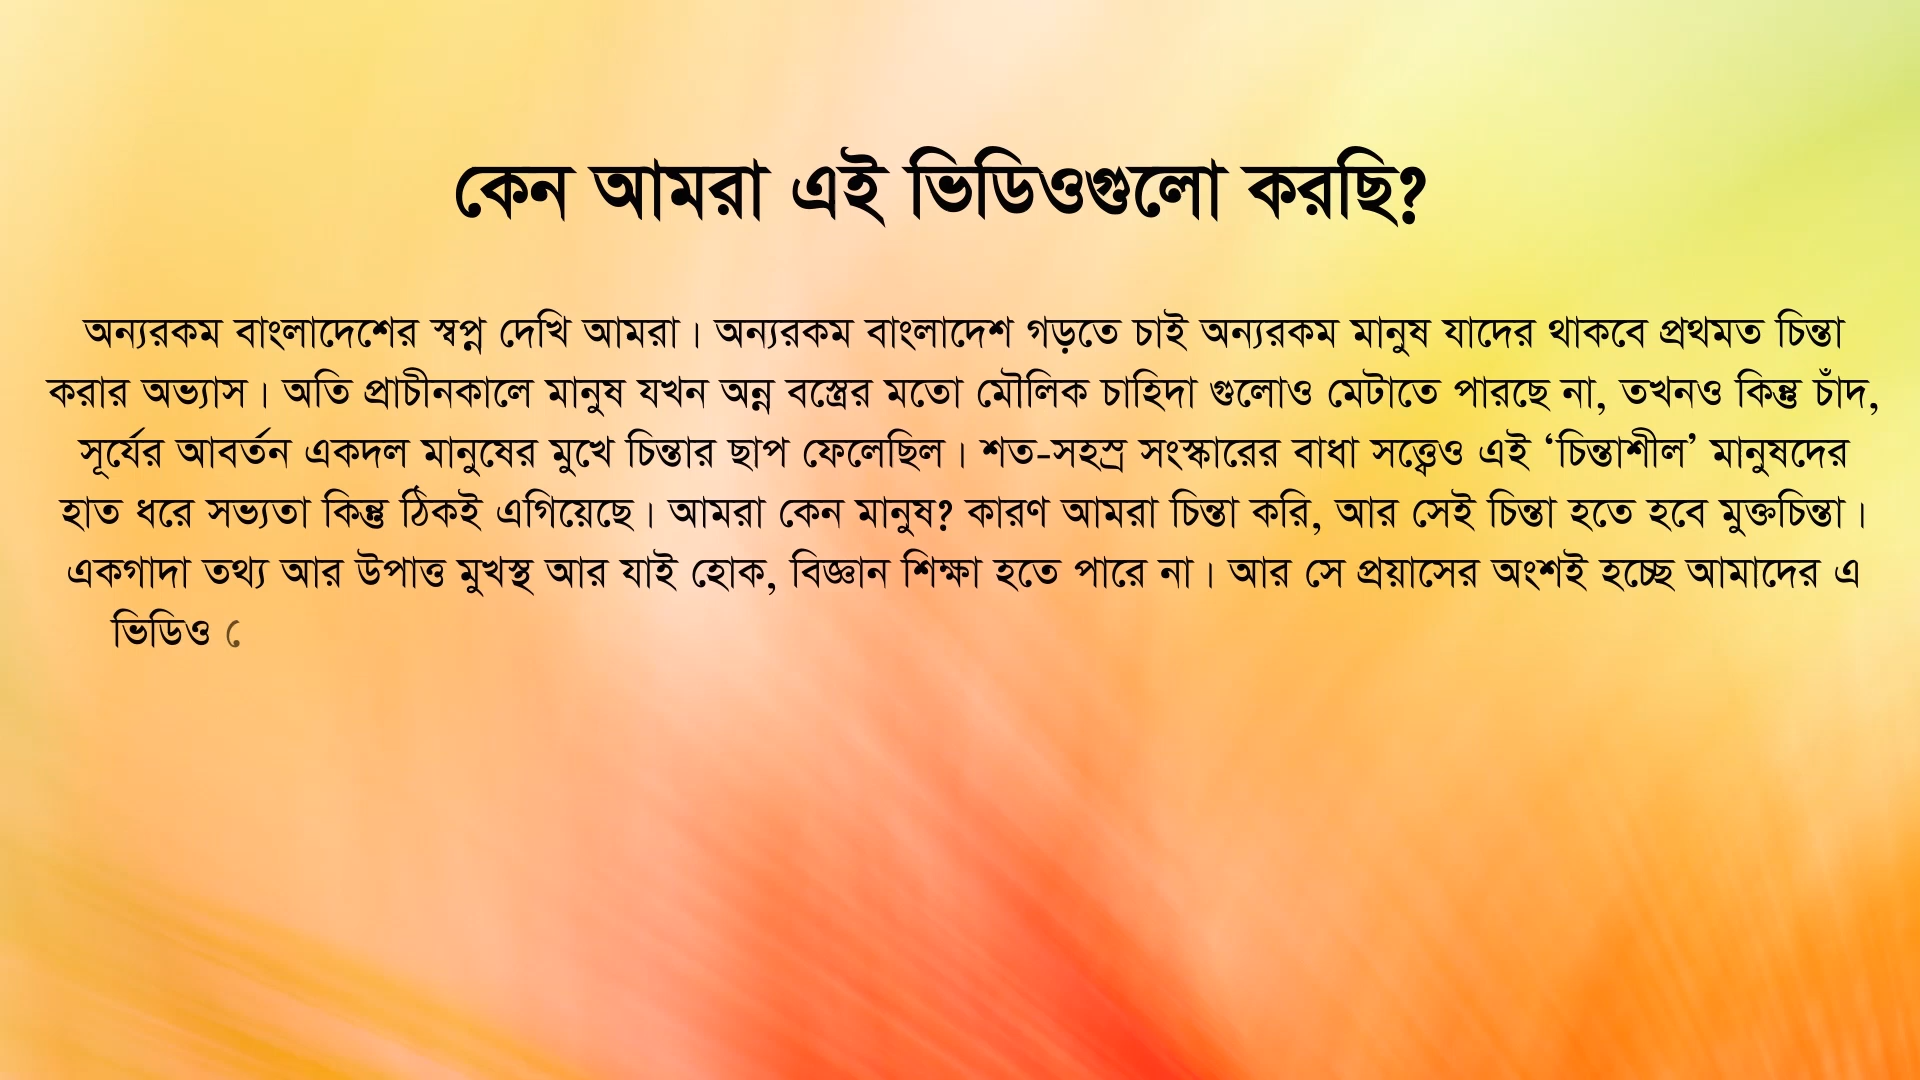 কেন আমরা এই ভিডিওগুলো করছি?
অন্যরকম বাংলাদেশের স্বপ্ন দেখি আমরা। অন্যরকম বাংলাদেশ গড়তে চাই অন্যরকম মানুষ যাদের থাকবে প্রথমত চিন্তা
করার অভ্যাস। অতি প্রাচীনকালে মানুষ যখন অন্ন বস্ত্রের মতো মৌলিক চাহিদা গুলোও মেটাতে পারছে না, তখনও কিন্তু চাঁদ,
সূর্যের আবর্তন একদল মানুষের মুখে চিন্তার ছাপ ফেলেছিল। শত-সহস্র সংস্কারের বাধা সত্ত্বেও এই ‘চিন্তাশীল’ মানুষদের
হাত ধরে সভ্যতা কিন্তু ঠিকই এগিয়েছে। আমরা কেন মানুষ? কারণ আমরা চিন্তা করি, আর সেই চিন্তা হতে হবে মুক্তচিন্তা।
একগাদা তথ্য আর উপাত্ত মুখস্থ আর যাই হোক, বিজ্ঞান শিক্ষা হতে পারে না। আর সে প্রয়াসের অংশই হচ্ছে আমাদের এ
ভিডিও